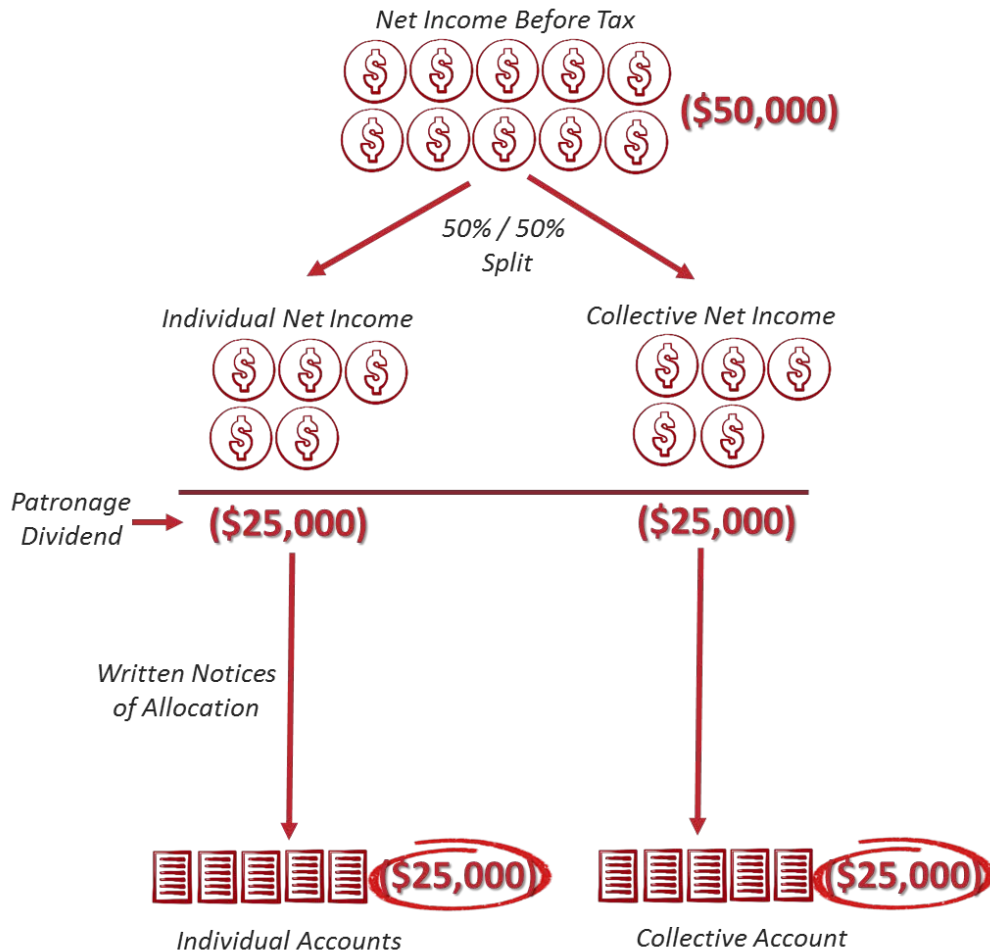 Net Income Before Tax
($50,000)
50% / 50%
Split
Individual Net Income
Collective Net Income
Patronage
Dividend
($25,000)
($25,000)
Written Notices
of Allocation
($25,000)
($25,000)
Individual Accounts
Collective Account